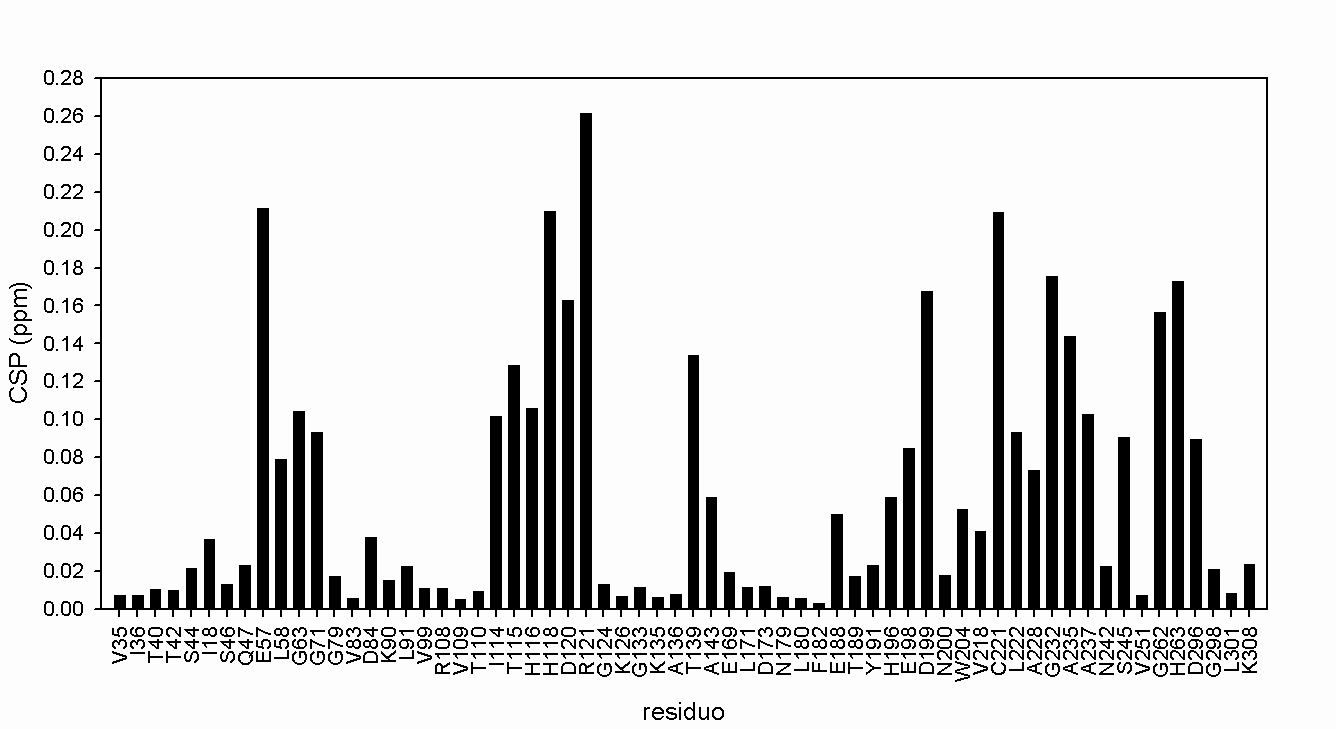 0.28
0.26
0.24
0.22
0.20
0.18
0.16
0.14
0.12
0.10
0.08
0.06
0.04
0.02
0.00
CSP (ppm)
V35
I36
T40
T42
S44
I18
S46
Q47
E57
L58
G63
G71
G79
V83
D84
K90
L91
V99
R108
V109
T110
I114
T115
H116
H118
D120
R121
G124
K126
G133
K135
A136
T139
A143
E169
L171
D173
N179
L180
F182
E188
T189
Y191
H196
E198
D199
N200
W204
V218
C221
L222
A228
G232
A235
A237
N242
S245
V251
G262
H263
D296
G298
L301
K308
residuo